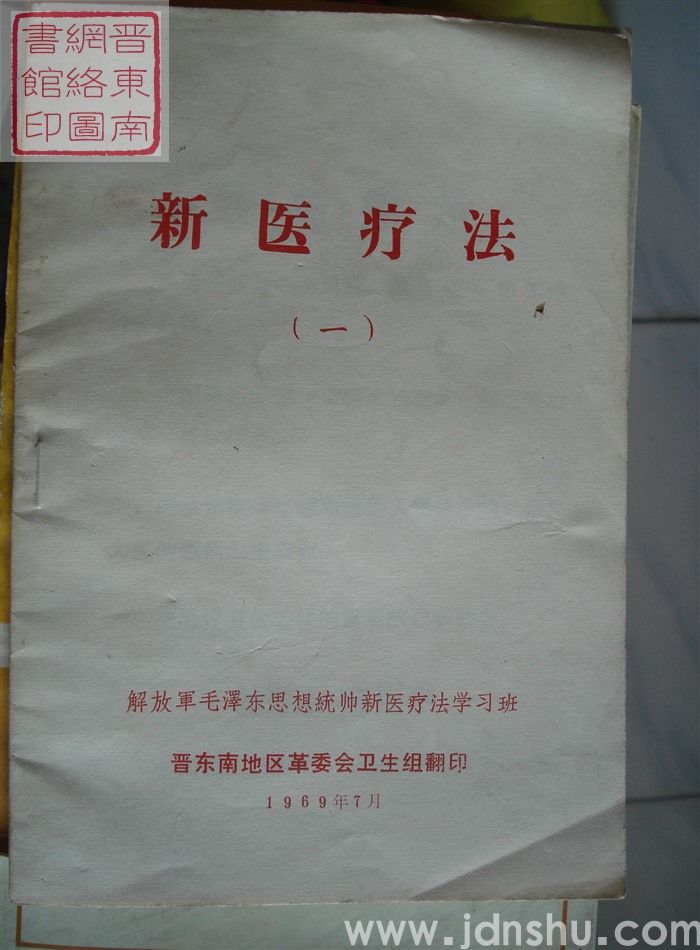 晋東南
網絡圖
書館印
新医疗法
（一）
解放軍毛澤东思想統帅新医疗法学习班
晋东南地区革委会卫生组翻印
1969年7月
www.jdnshu.com